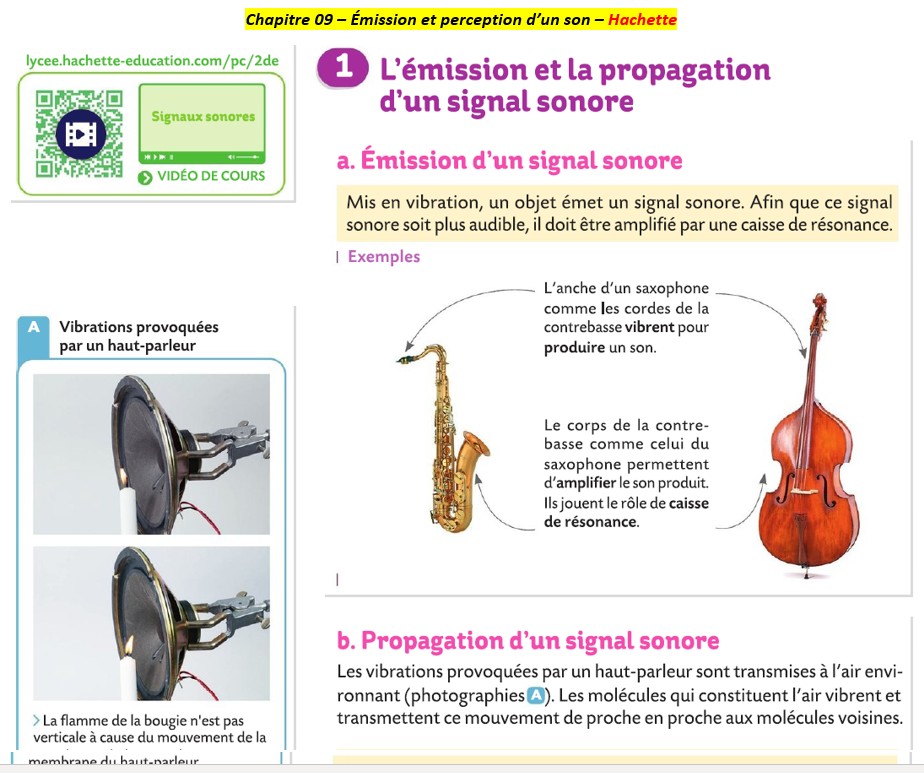 Chapitre 09 – Émission et perception d'un son – Hachette
lycee.hachette-education.com/pc/2de
Signaux sonores
VIDÉO DE COURS
1 L'émission et la propagation
d'un signal sonore
a. Émission d'un signal sonore
Mis en vibration, un objet émet un signal sonore. Afin que ce signal
sonore soit plus audible, il doit être amplifié par une caisse de résonance.
Exemples
L'anche d'un saxophone
comme les cordes de la
contrebasse vibrent pour
produire un son.
Le corps de la contre-
basse comme celui du
saxophone permettent
d'amplifier le son produit.
Ils jouent le rôle de caisse
de résonance.
A Vibrations provoquées
par un haut-parleur
La flamme de la bougie n'est pas
verticale à cause du mouvement de la
membrane du haut-parleur
b. Propagation d'un signal sonore
Les vibrations provoquées par un haut-parleur sont transmises à l'air envi-
ronnant (photographies A). Les molécules qui constituent l'air vibrent et
transmettent ce mouvement de proche en proche aux molécules voisines.